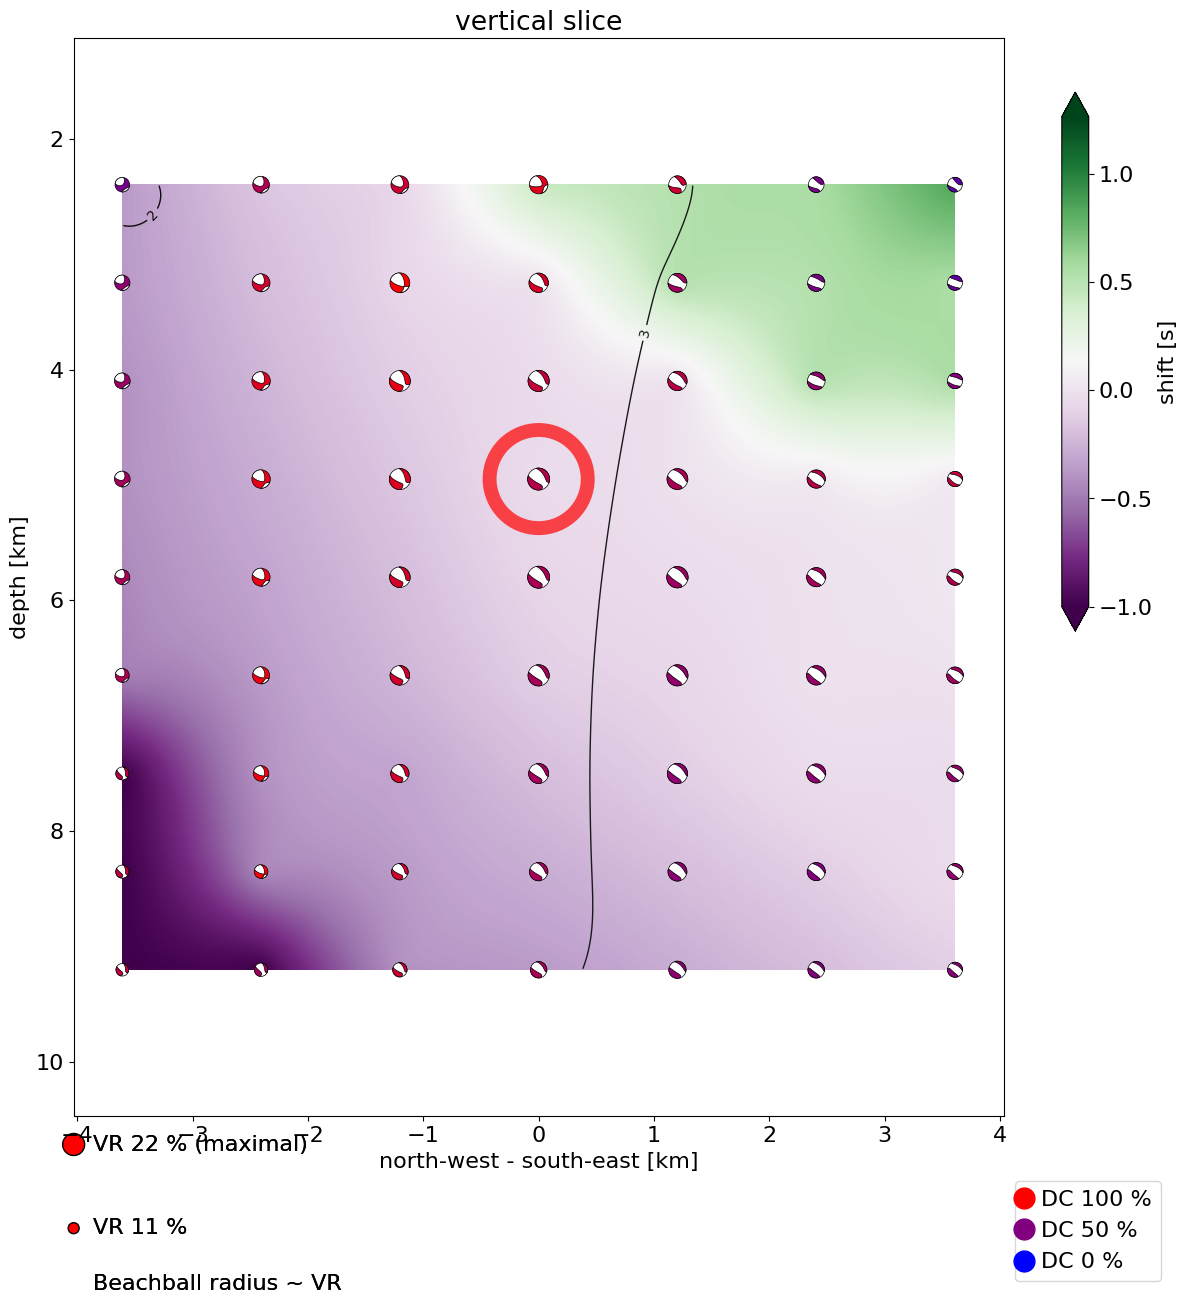 vertical slice
2
4
6
8
10
depth [km]
2
3
−4
−3
−2
−1
0
1
2
3
4
north-west - south-east [km]
1.0
0.5
0.0
−0.5
−1.0
shift [s]
VR 22 % (maximal)
VR 11 %
Beachball radius ~ VR
DC 100 %
DC 50 %
DC 0 %